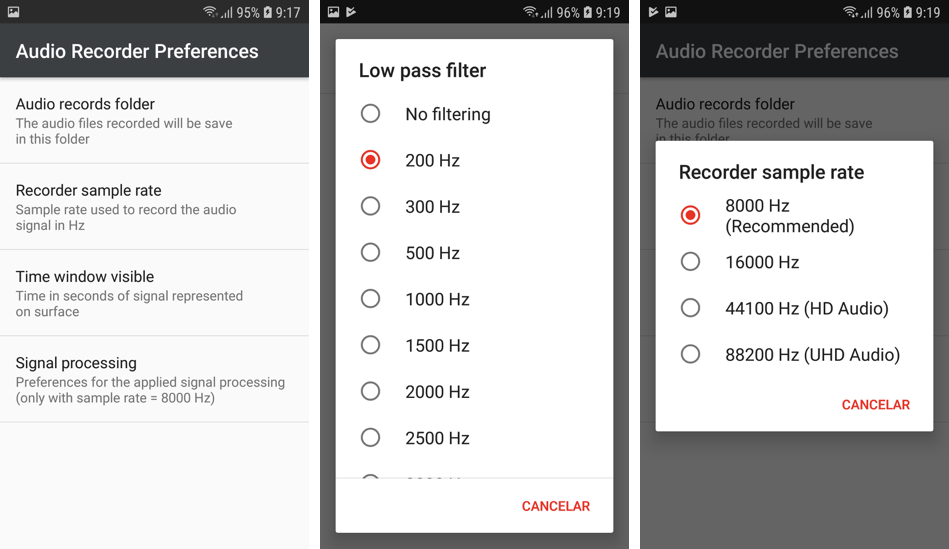 95% 9:17
Audio Recorder Preferences
Audio records folder
The audio files recorded will be save
in this folder
Recorder sample rate
Sample rate used to record the audio
signal in Hz
Time window visible
Time in seconds of signal represented
on surface
Signal processing
Preferences for the applied signal processing
(only with sample rate = 8000 Hz)
96% 9:19
Low pass filter
No filtering
200 Hz
300 Hz
500 Hz
1000 Hz
1500 Hz
2000 Hz
2500 Hz
CANCELAR
96% 9:19
Audio Recorder Preferences
Audio records folder
The audio files recorded will be save
in this folder
Recorder sample rate
8000 Hz
(Recommended)
16000 Hz
44100 Hz (HD Audio)
88200 Hz (UHD Audio)
CANCELAR